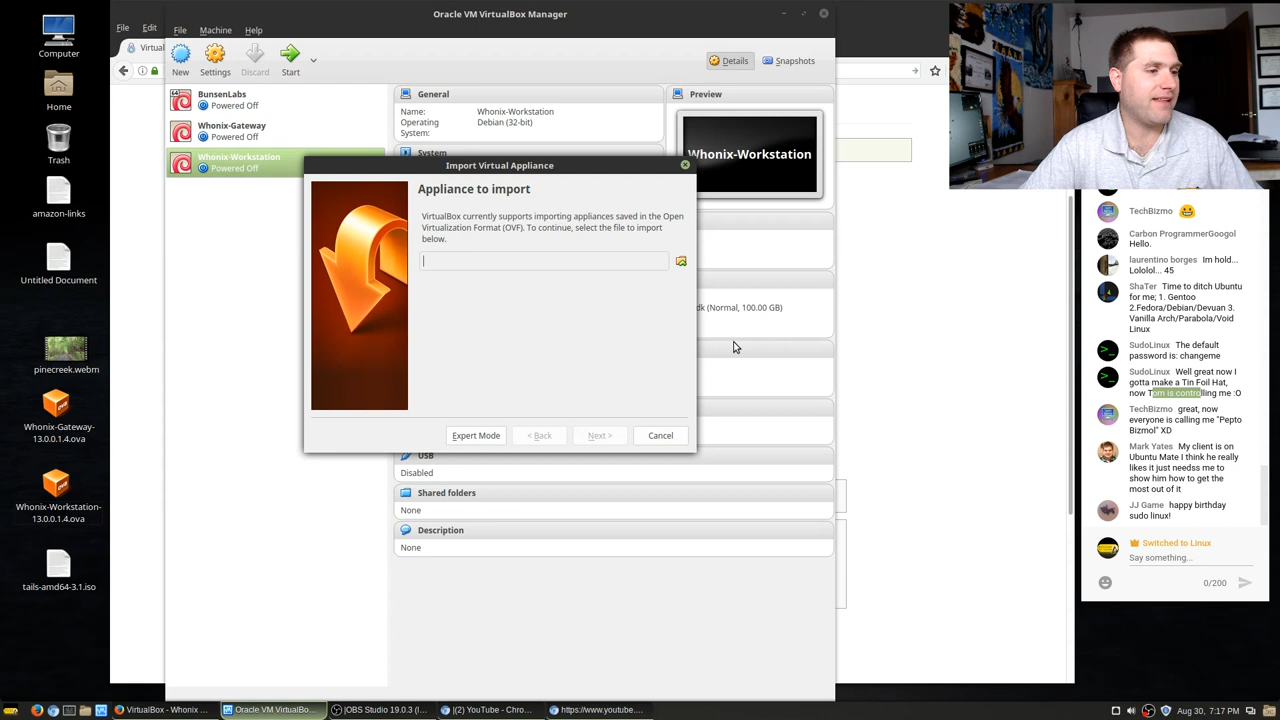 Computer
Home
Trash
amazon-links
Untitled Document
pinecreek.webm
Whonix-Gateway-
13.0.0.1.4.ova
Whonix-Workstation-
13.0.0.1.4.ova
tails-amd64-3.1.iso
File Edit
Virtual
Oracle VM VirtualBox Manager
File Machine Help
New
Settings
Discard
Start
Details
Snapshots
64
BunsenLabs
Powered Off
Whonix-Gateway
Powered Off
Whonix-Workstation
Powered Off
General
Name: Whonix-Workstation
Operating Debian (32-bit)
System:
System
Preview
Whonix-Workstation
Import Virtual Appliance
Appliance to import
VirtualBox currently supports importing appliances saved in the Open
Virtualization Format (OVF). To continue, select the file to import
below.
Expert Mode
< Back
Next >
Cancel
dk (Normal, 100.00 GB)
USB
Disabled
Shared folders
None
Description
None
TechBizmo
Carbon FormerGoogol
Hello.
laurentino borges Im hold...
Lololol... 45
ShaTer Time to ditch Ubuntu
for me; 1. Gentoo
2.Fedora/Debian/Devuan 3.
Vanilla Arch/Parabola/Void
Linux
SudoLinux The default
password is: changeme
SudoLinux Well great now I
gotta make a Tin Foil Hat,
now Tom is controlling me :O
TechBizmo great, now
everyone is calling me "Pepto
Bizmol" XD
Mark Yates My client is on
Ubuntu Mate I think he really
likes it just needss me to
show him how to get the
most out of it
JJ Game happy birthday
sudo linux!
Switched to Linux
Say something...
0/200
VirtualBox - Whonix ...
Oracle VM VirtualBo...
jOBS Studio 19.0.3 (l...
(2) YouTube - Chro...
https://www.youtube....
Aug 30, 7:17 PM